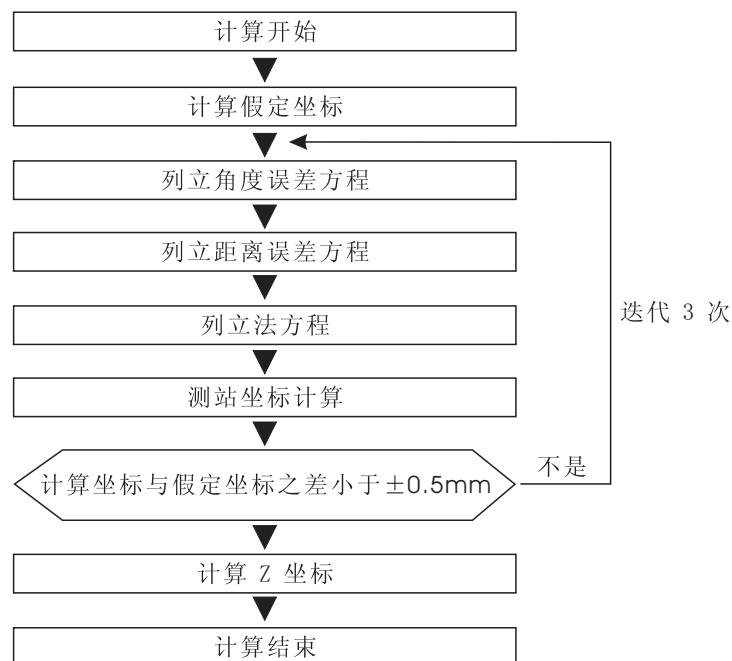 计算开始
计算假定坐标
列立角度误差方程
列立距离误差方程
列立法方程
迭代 3 次
测站坐标计算
不是
计算坐标与假定坐标之差小于±0.5mm
计算 Z 坐标
计算结束